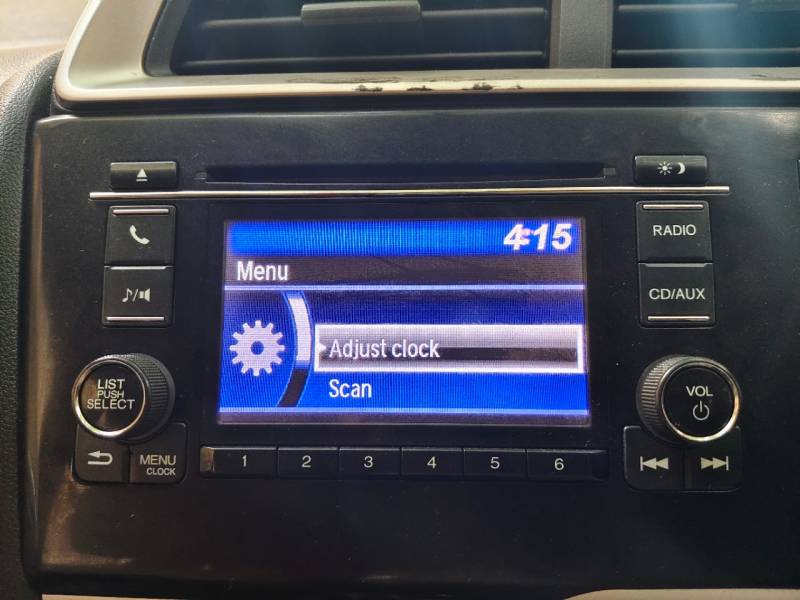 4:15
RADIO
Menu
CD/AUX
Adjust clock
Scan
LIST
PUSH
SELECT
VOL
MENU
CLOCK
1 2 3 4 5 6